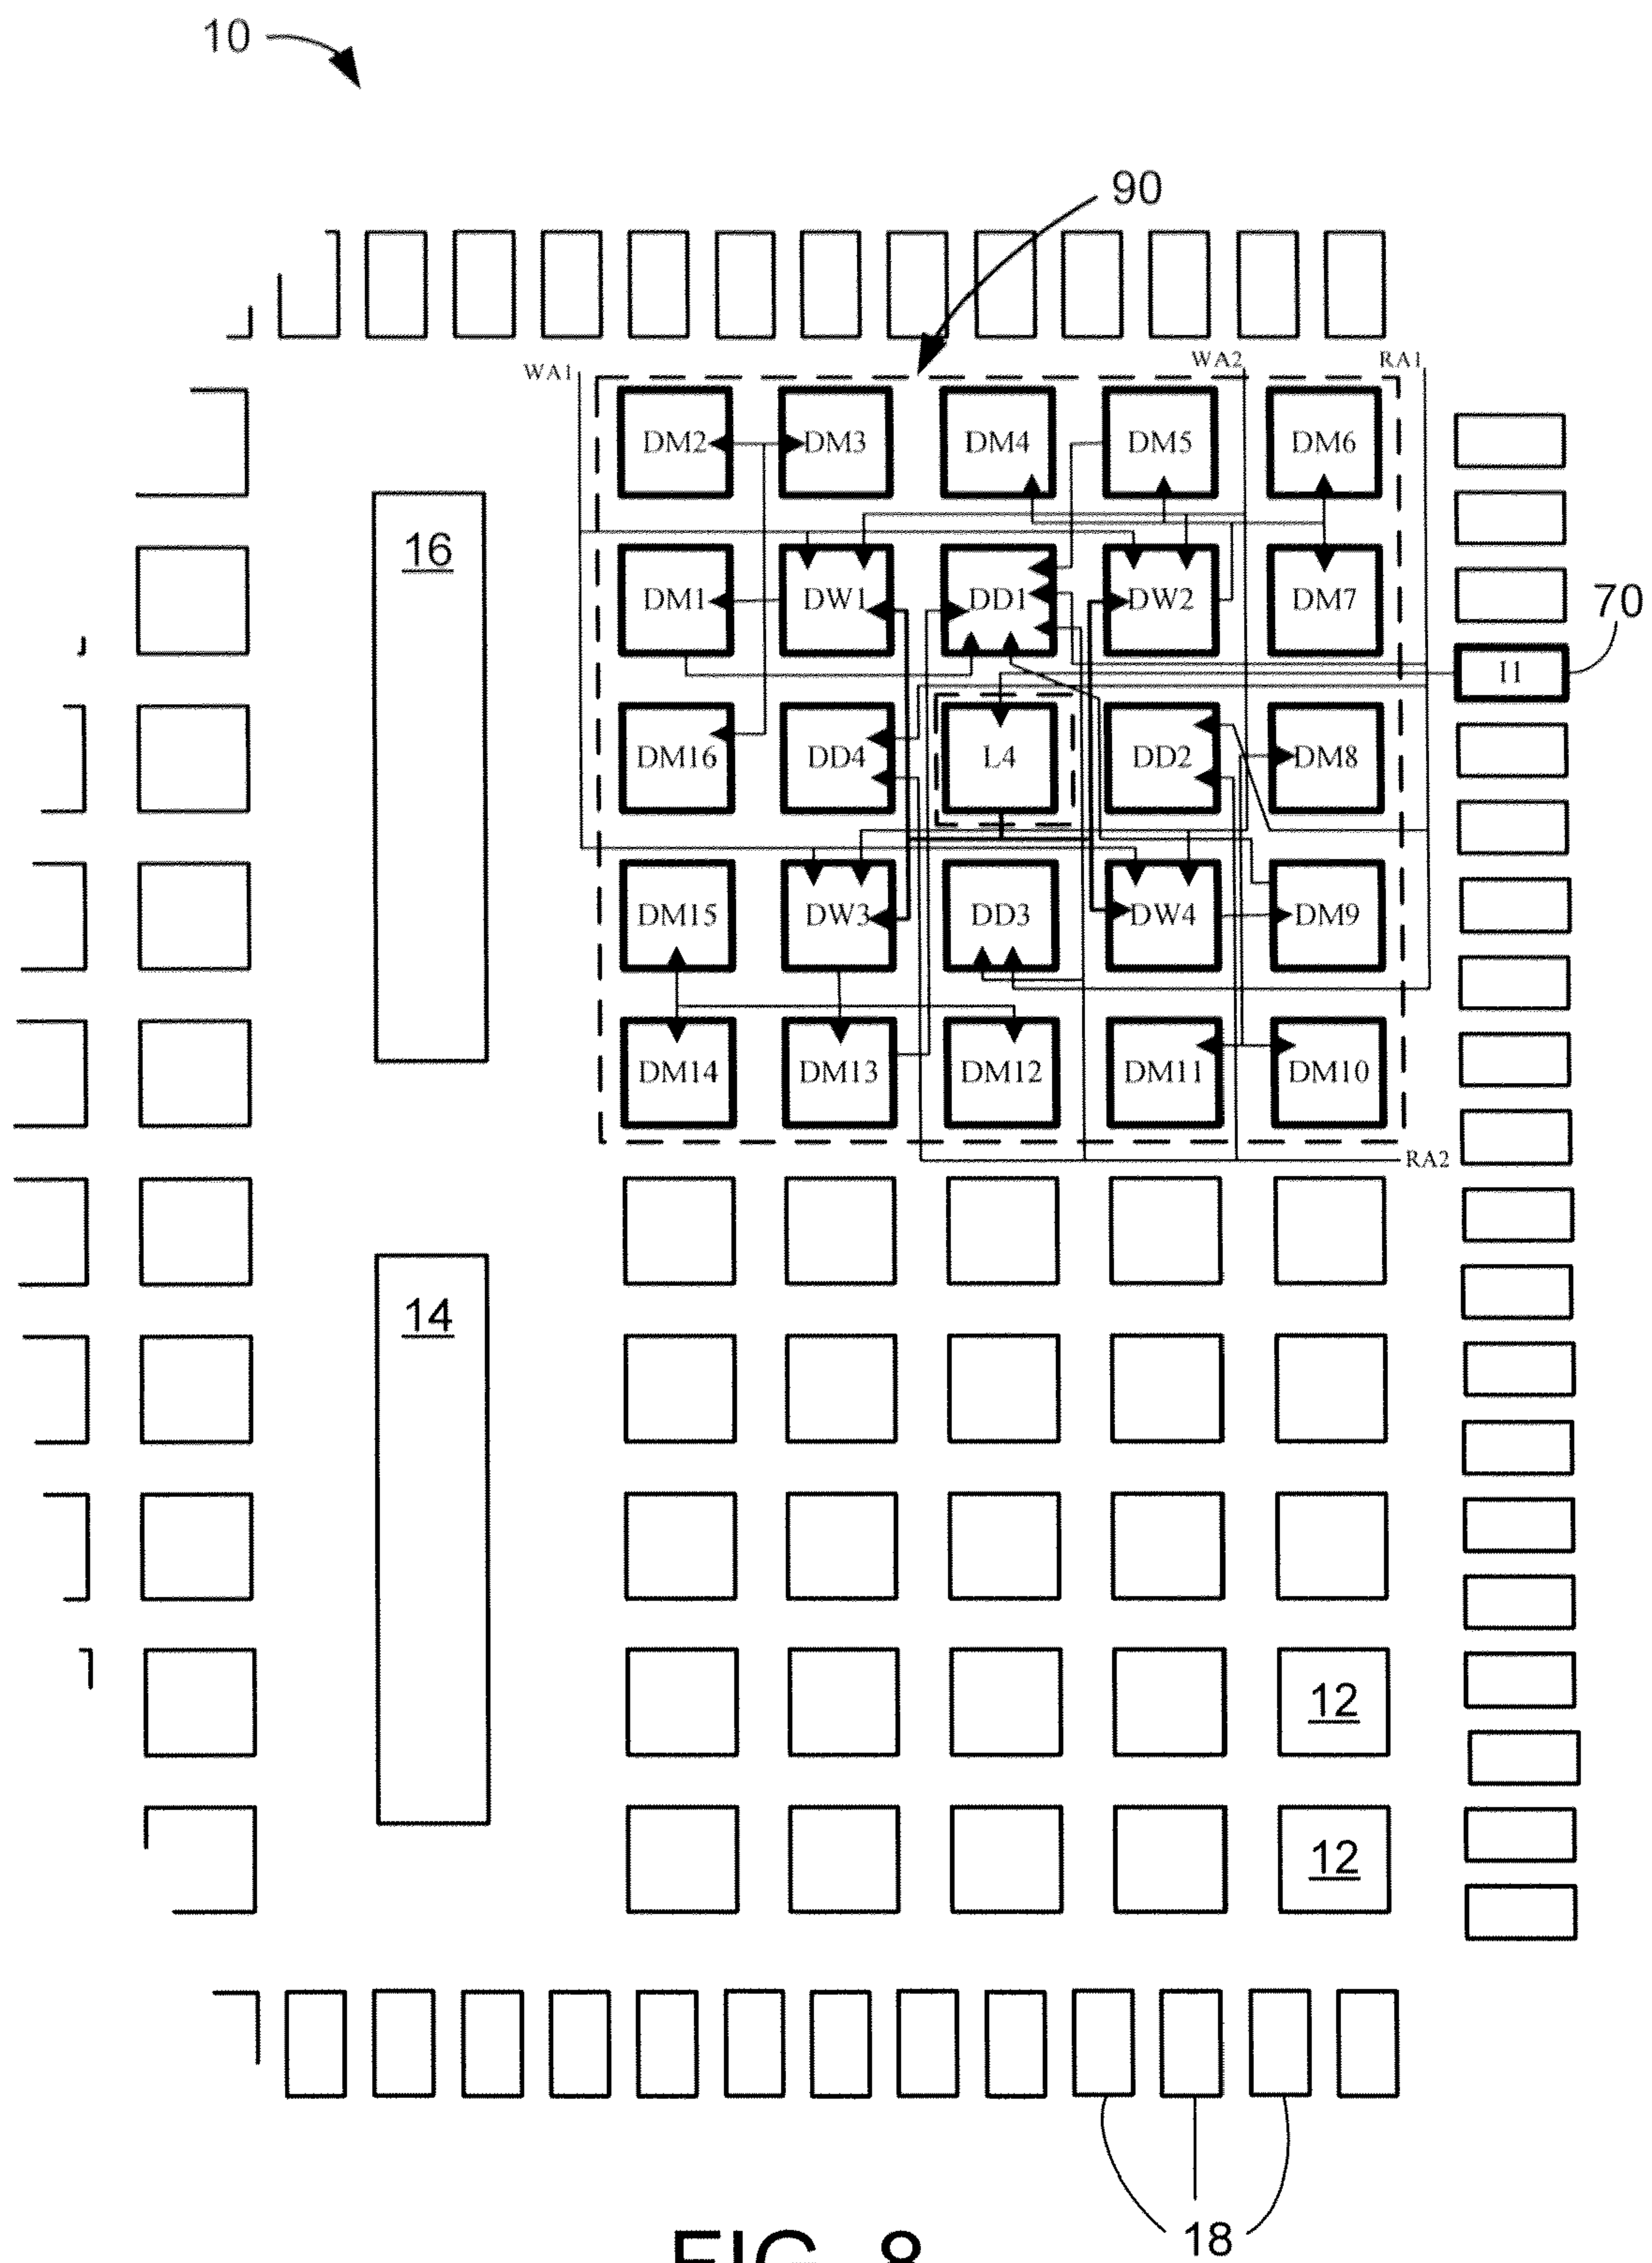 10
90
WA1 WA2 RA1
DM2 DM3 DM4 DM5 DM6
16
DM1 DW1 DD1 DW2 DM7
70
I1
DM16 DD4 L4 DD2 DM8
DM15 DW3 DD3 DW4 DM9
DM14 DM13 DM12 DM11 DM10
RA2
14
12
12
18
FIG. 8